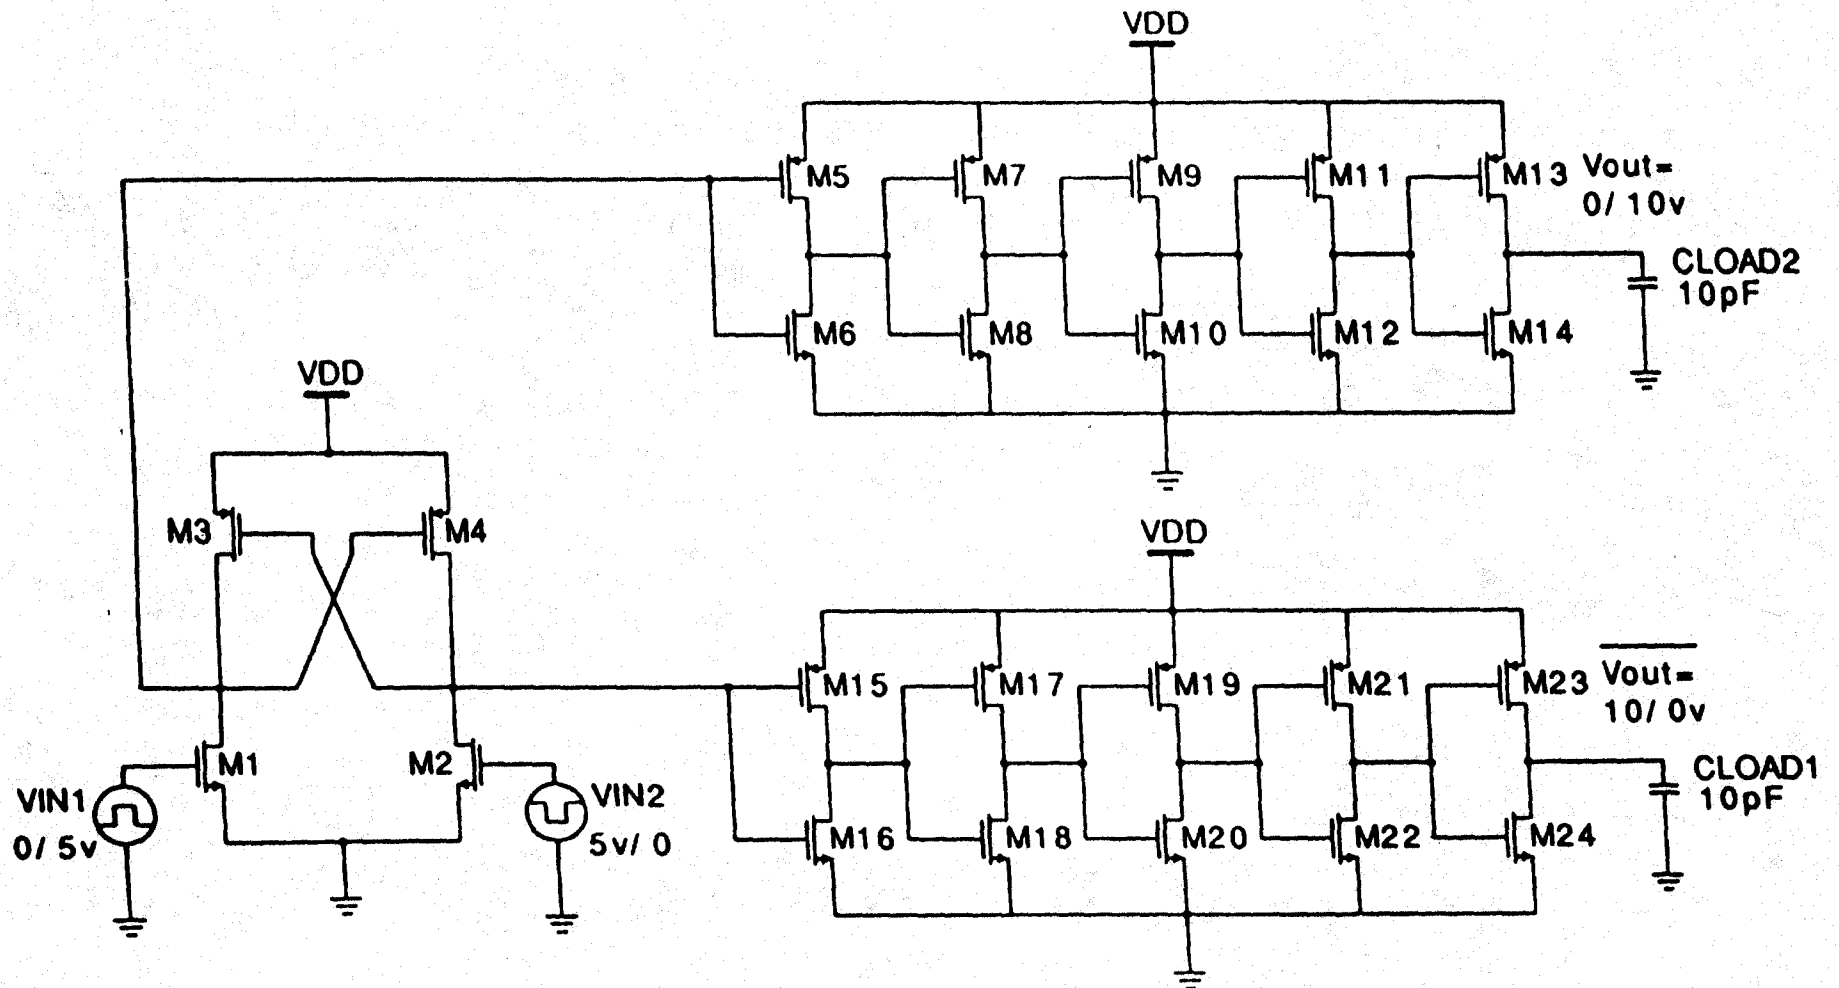 VDD
M5
M7
M9
M11
M13
Vout=
0/ 10v
CLOAD2
10pF
M6
M8
M10
M12
M14
VDD
M3
M4
VDD
M15
M17
M19
M21
M23
Vout=
10/ 0v
CLOAD1
10pF
M1
M2
VIN1
0/ 5v
VIN2
5v/ 0
M16
M18
M20
M22
M24